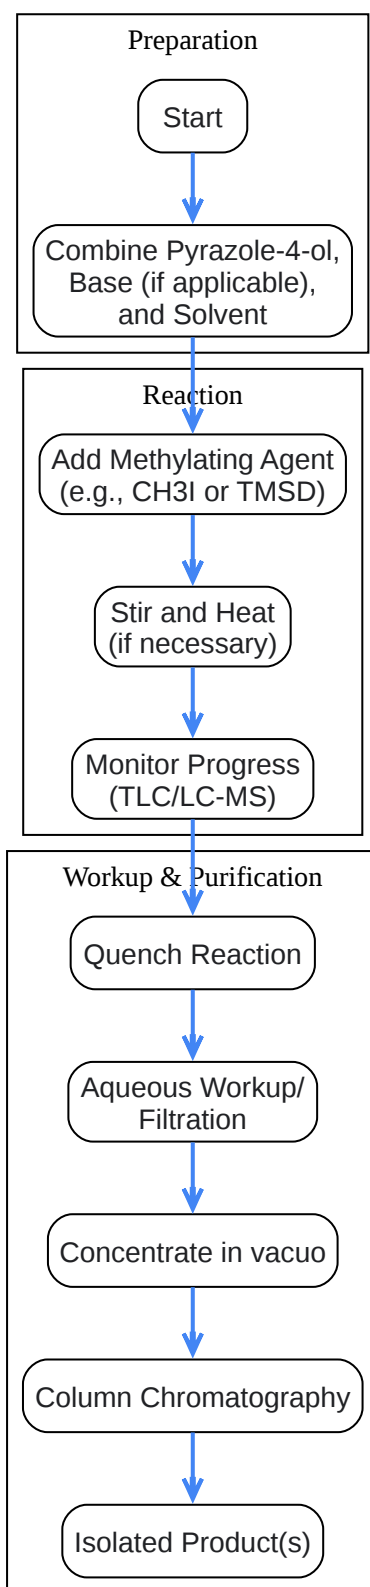 Preparation
Start
Combine Pyrazole-4-ol,
Base (if applicable),
and Solvent
Reaction
Add Methylating Agent
(e.g., CH3I or TMSD)
Stir and Heat
(if necessary)
Monitor Progress
(TLC/LC-MS)
Workup & Purification
Quench Reaction
Aqueous Workup/
Filtration
Concentrate in vacuo
Column Chromatography
Isolated Product(s)